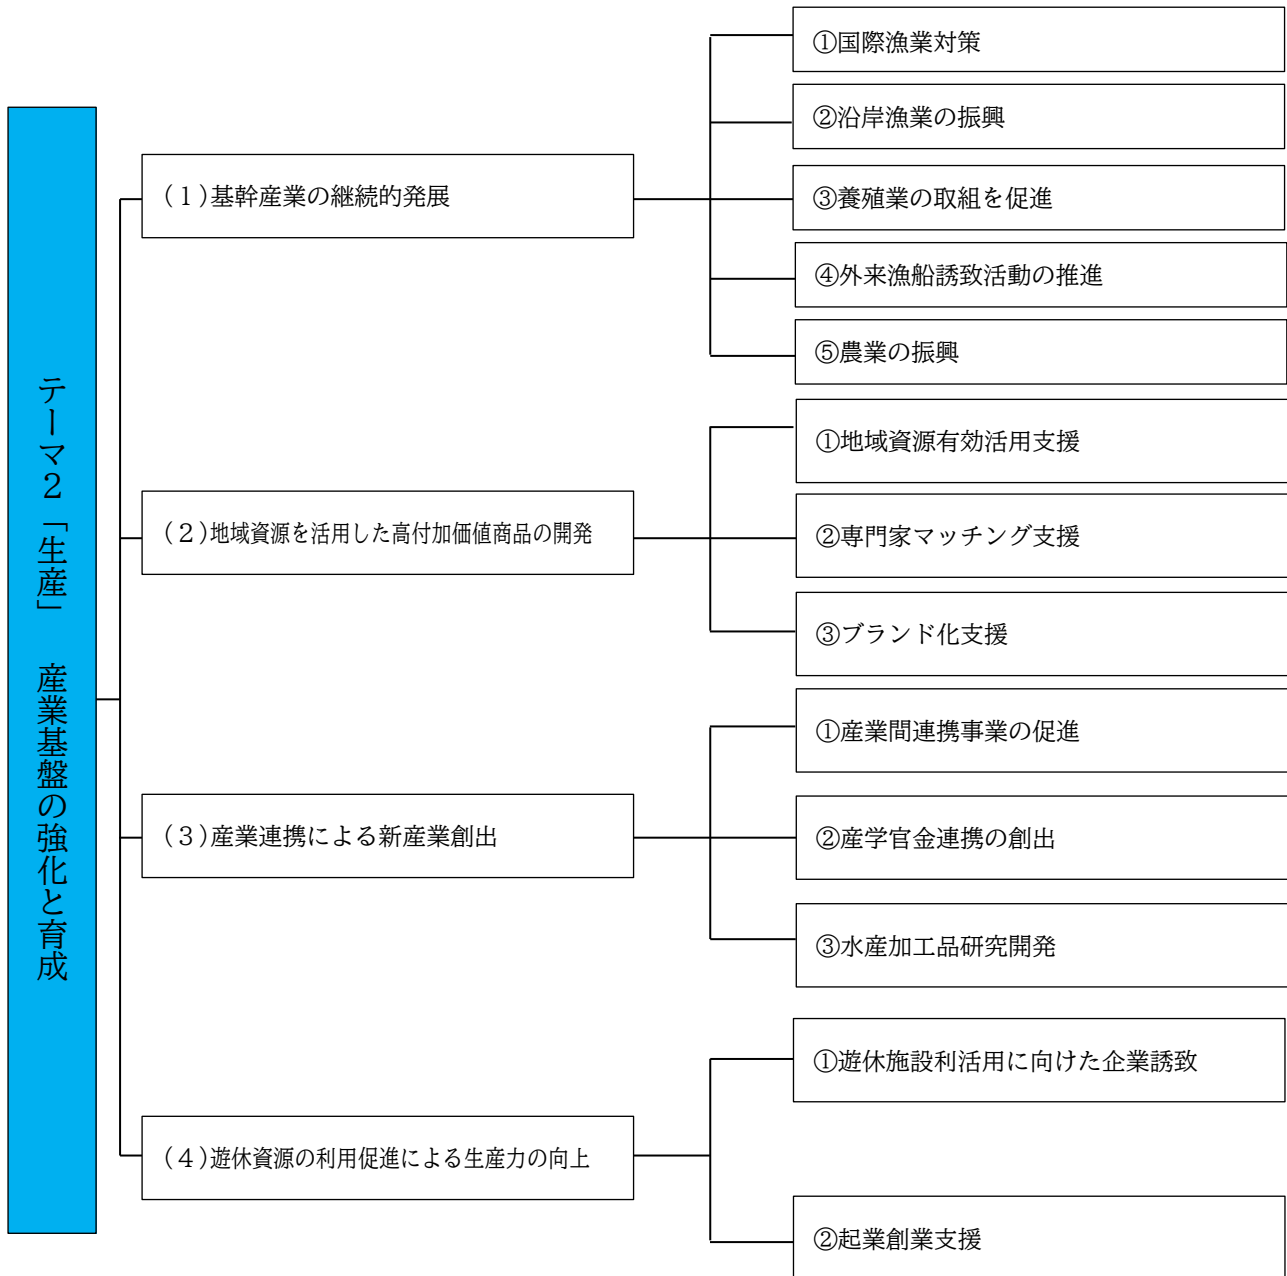 テーマ２「生産」　産業基盤の強化と育成
（１）基幹産業の継続的発展
①国際漁業対策
②沿岸漁業の振興
③養殖業の取組を促進
④外来漁船誘致活動の推進
⑤農業の振興
（２）地域資源を活用した高付加価値商品の開発
①地域資源有効活用支援
②専門家マッチング支援
③ブランド化支援
（３）産業連携による新産業創出
①産業間連携事業の促進
②産学官金連携の創出
③水産加工品研究開発
（４）遊休資源の利用促進による生産力の向上
①遊休施設利活用に向けた企業誘致
②起業創業支援